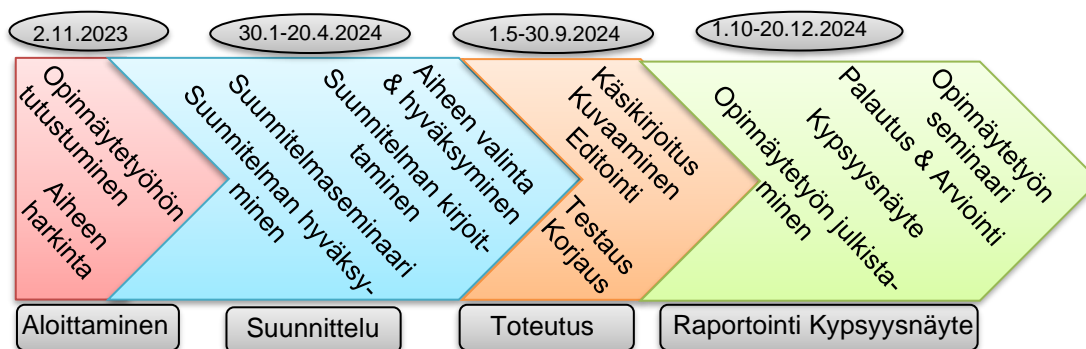 2.11.2023
30.1-20.4.2024
1.5-30.9.2024
1.10-20.12.2024
Opinnäytetyöhön
tutustuminen
Aiheen
harkinta
Aiheen valinta
& hyväksyminen
Suunnitelman kirjoit-
taminen
Suunnitelmaseminaari
Suunnitelman hyväksy-
minen
Käsikirjoitus
Kuvaaminen
Editointi
Testaus
Korjaus
Opinnäytetyön
seminaari
Palautus & Arviointi
Kypsyysnäyte
Opinnäytetyön julkista-
minen
Aloittaminen
Suunnittelu
Toteutus
Raportointi Kypsyysnäyte